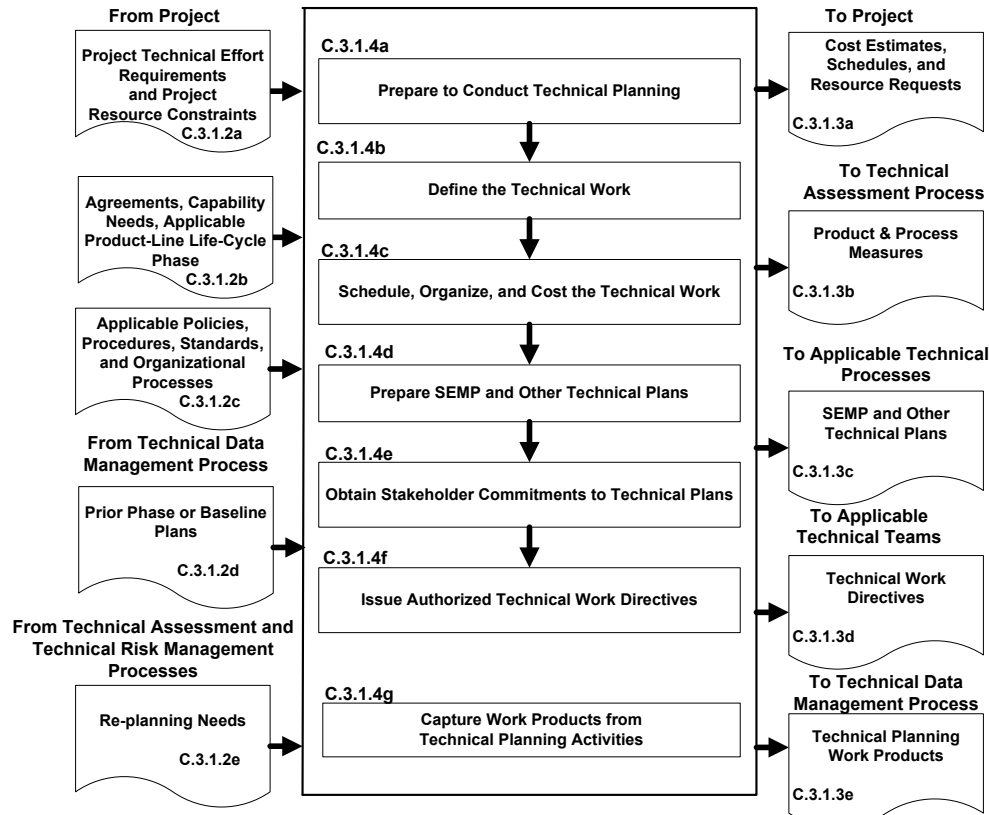 From Project
Project Technical Effort
Requirements
and Project
Resource Constraints
C.3.1.2a
Agreements, Capability
Needs, Applicable
Product-Line Life-Cycle
Phase
C.3.1.2b
Applicable Policies,
Procedures, Standards,
and Organizational
Processes
C.3.1.2c
From Technical Data
Management Process
Prior Phase or Baseline
Plans
C.3.1.2d
From Technical Assessment and
Technical Risk Management
Processes
Re-planning Needs
C.3.1.2e
C.3.1.4a
Prepare to Conduct Technical Planning
C.3.1.4b
Define the Technical Work
C.3.1.4c
Schedule, Organize, and Cost the Technical Work
C.3.1.4d
Prepare SEMP and Other Technical Plans
C.3.1.4e
Obtain Stakeholder Commitments to Technical Plans
C.3.1.4f
Issue Authorized Technical Work Directives
C.3.1.4g
Capture Work Products from
Technical Planning Activities
To Project
Cost Estimates,
Schedules, and
Resource Requests
C.3.1.3a
To Technical
Assessment Process
Product & Process
Measures
C.3.1.3b
To Applicable Technical
Processes
SEMP and Other
Technical Plans
C.3.1.3c
To Applicable
Technical Teams
Technical Work
Directives
C.3.1.3d
To Technical Data
Management Process
Technical Planning
Work Products
C.3.1.3e